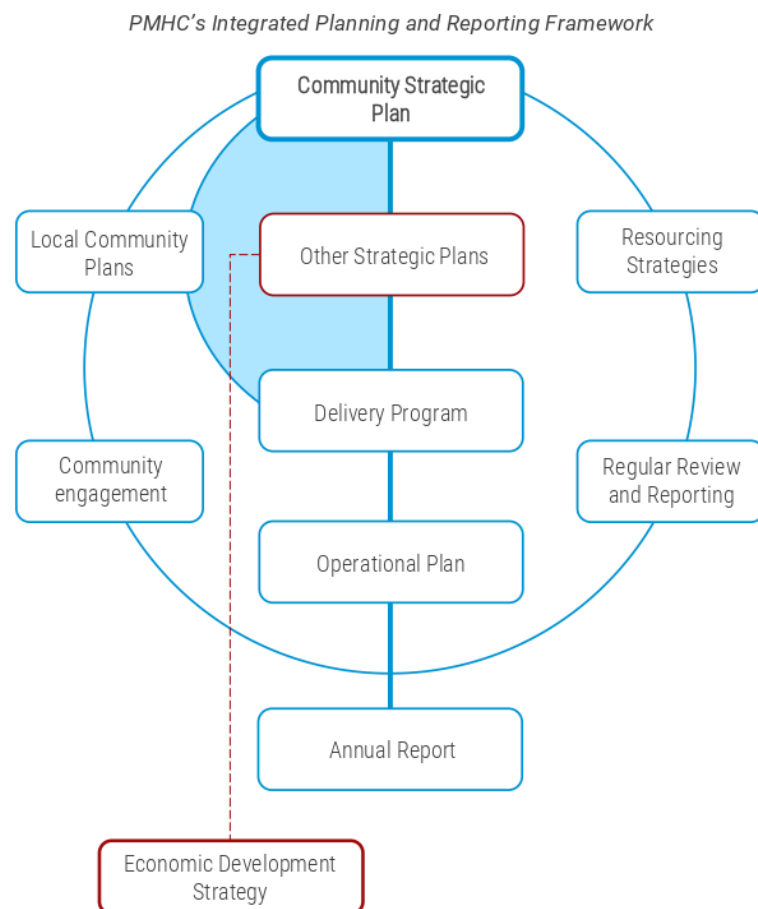 PMHC's Integrated Planning and Reporting Framework
Community Strategic
Plan
Local Community
Plans
Other Strategic Plans
Resourcing
Strategies
Delivery Program
Community
engagement
Regular Review
and Reporting
Operational Plan
Annual Report
Economic Development
Strategy